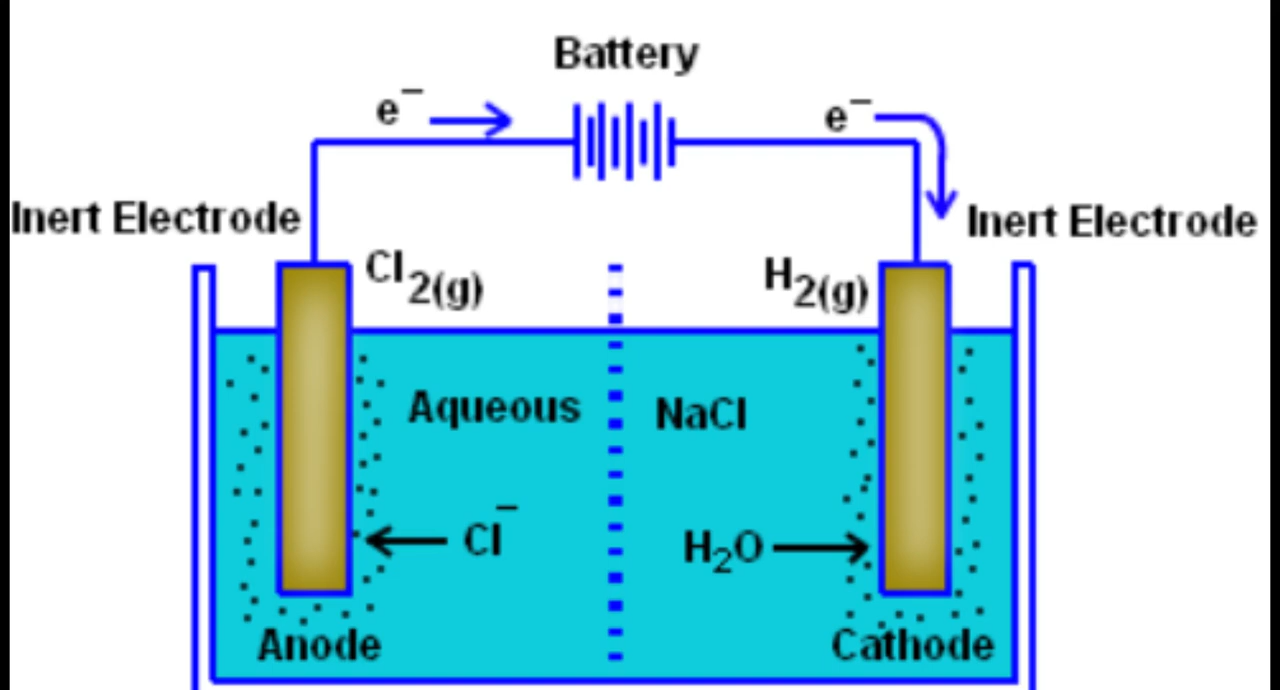 Battery
e⁻
e⁻
Inert Electrode
Inert Electrode
Cl₂(g)
H₂(g)
Aqueous
NaCl
Cl⁻
H₂O
Anode
Cathode